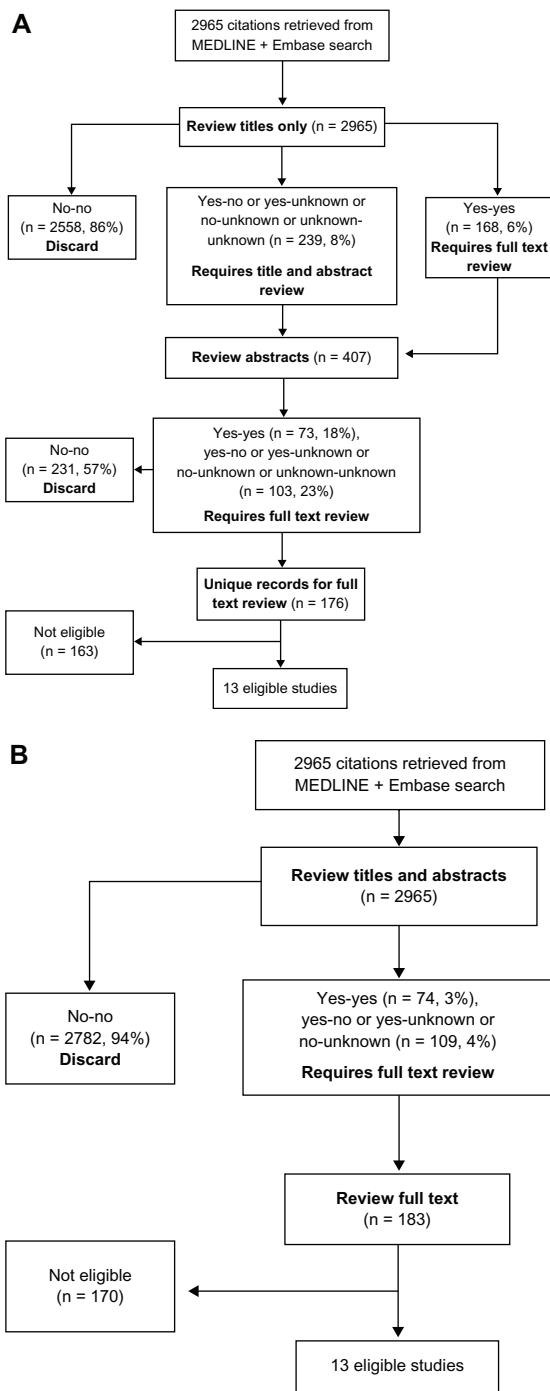 A
2965 citations retrieved from
MEDLINE + Embase search
Review titles only (n = 2965)
No-no
(n = 2558, 86%)
Discard
Yes-no or yes-unknown or
no-unknown or unknown-
unknown (n = 239, 8%)
Requires title and abstract
review
Yes-yes
(n = 168, 6%)
Requires full text
review
Review abstracts (n = 407)
No-no
(n = 231, 57%)
Discard
Yes-yes (n = 73, 18%),
yes-no or yes-unknown or
no-unknown or unknown-unknown
(n = 103, 23%)
Requires full text review
Unique records for full
text review (n = 176)
Not eligible
(n = 163)
13 eligible studies
B
2965 citations retrieved from
MEDLINE + Embase search
Review titles and abstracts
(n = 2965)
No-no
(n = 2782, 94%)
Discard
Yes-yes (n = 74, 3%),
yes-no or yes-unknown or
no-unknown (n = 109, 4%)
Requires full text review
Review full text
(n = 183)
Not eligible
(n = 170)
13 eligible studies